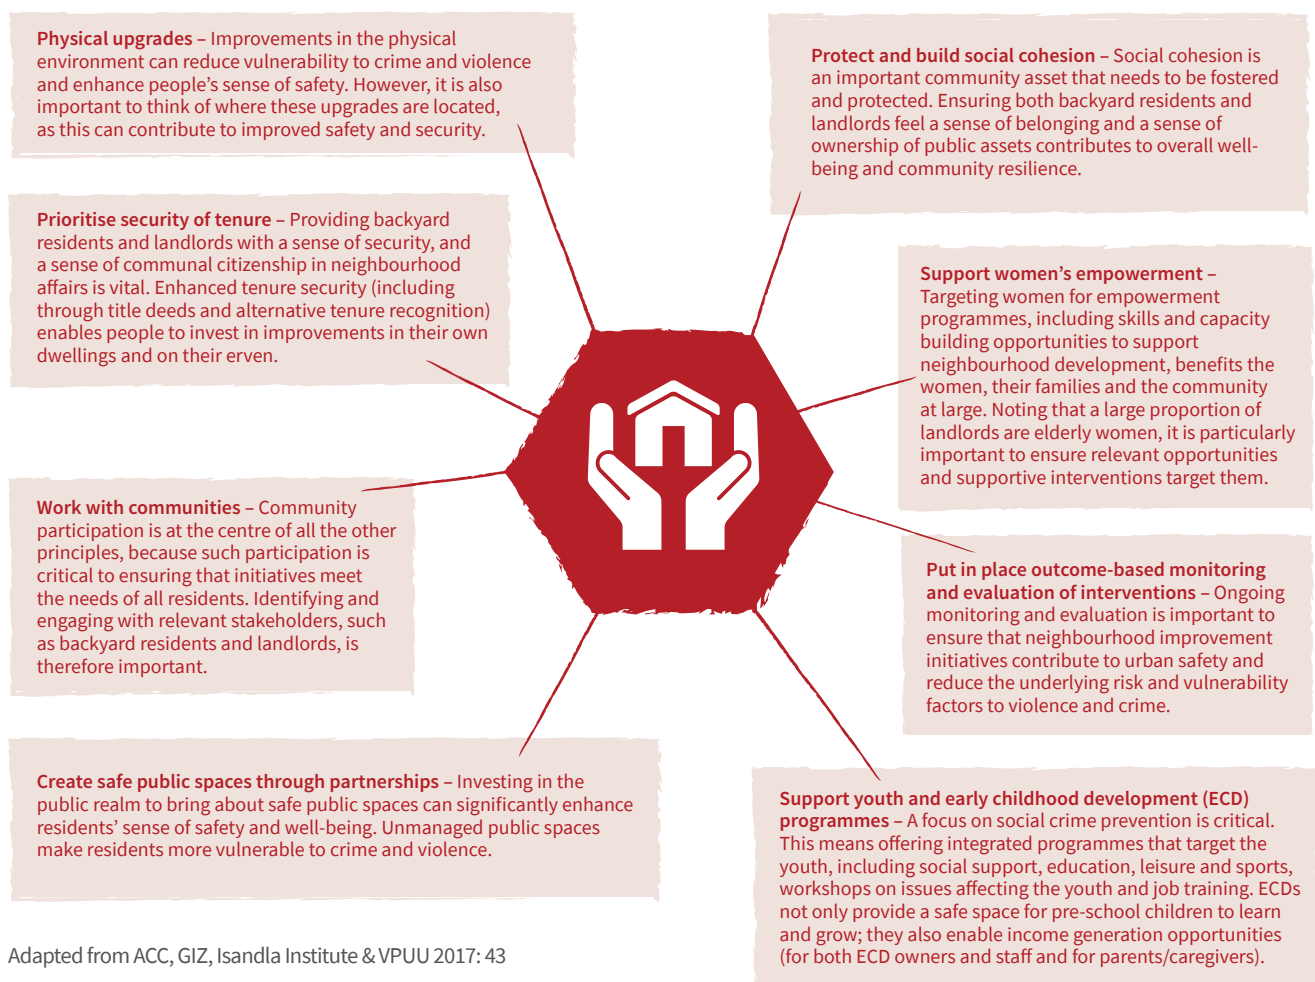 Physical upgrades – Improvements in the physical
environment can reduce vulnerability to crime and violence
and enhance people's sense of safety. However, it is also
important to think of where these upgrades are located,
as this can contribute to improved safety and security.
Prioritise security of tenure – Providing backyard
residents and landlords with a sense of security, and
a sense of communal citizenship in neighbourhood
affairs is vital. Enhanced tenure security (including
through title deeds and alternative tenure recognition)
enables people to invest in improvements in their own
dwellings and on their erven.
Work with communities – Community
participation is at the centre of all the other
principles, because such participation is
critical to ensuring that initiatives meet
the needs of all residents. Identifying and
engaging with relevant stakeholders, such
as backyard residents and landlords, is
therefore important.
Create safe public spaces through partnerships – Investing in the
public realm to bring about safe public spaces can significantly enhance
residents' sense of safety and well-being. Unmanaged public spaces
make residents more vulnerable to crime and violence.
Protect and build social cohesion – Social cohesion is
an important community asset that needs to be fostered
and protected. Ensuring both backyard residents and
landlords feel a sense of belonging and a sense of
ownership of public assets contributes to overall well-
being and community resilience.
Support women's empowerment –
Targeting women for empowerment
programmes, including skills and capacity
building opportunities to support
neighbourhood development, benefits the
women, their families and the community
at large. Noting that a large proportion of
landlords are elderly women, it is particularly
important to ensure relevant opportunities
and supportive interventions target them.
Put in place outcome-based monitoring
and evaluation of interventions – Ongoing
monitoring and evaluation is important to
ensure that neighbourhood improvement
initiatives contribute to urban safety and
reduce the underlying risk and vulnerability
factors to violence and crime.
Support youth and early childhood development (ECD)
programmes – A focus on social crime prevention is critical.
This means offering integrated programmes that target the
youth, including social support, education, leisure and sports,
workshops on issues affecting the youth and job training. ECDs
not only provide a safe space for pre-school children to learn
and grow; they also enable income generation opportunities
(for both ECD owners and staff and for parents/caregivers).
Adapted from ACC, GIZ, Isandla Institute & VPUU 2017: 43